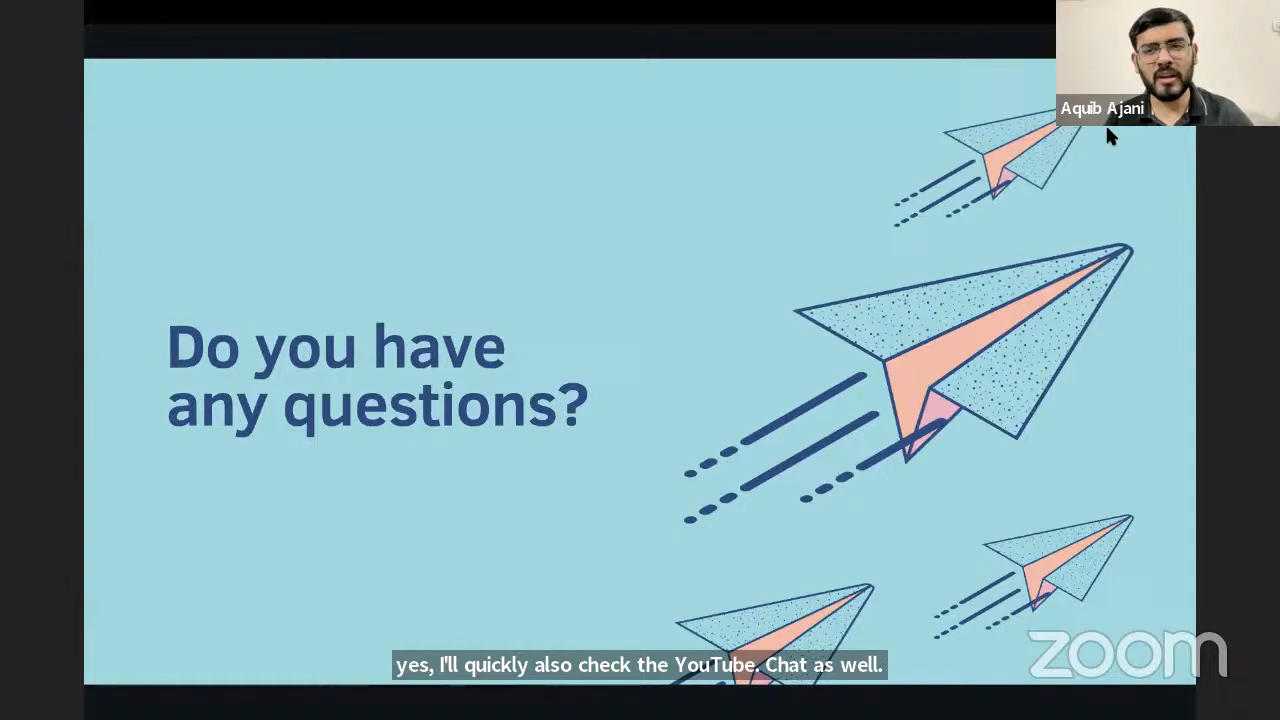 Aquib Ajani
Do you have
any questions?
yes, I'll quickly also check the YouTube. Chat as well.
zoom